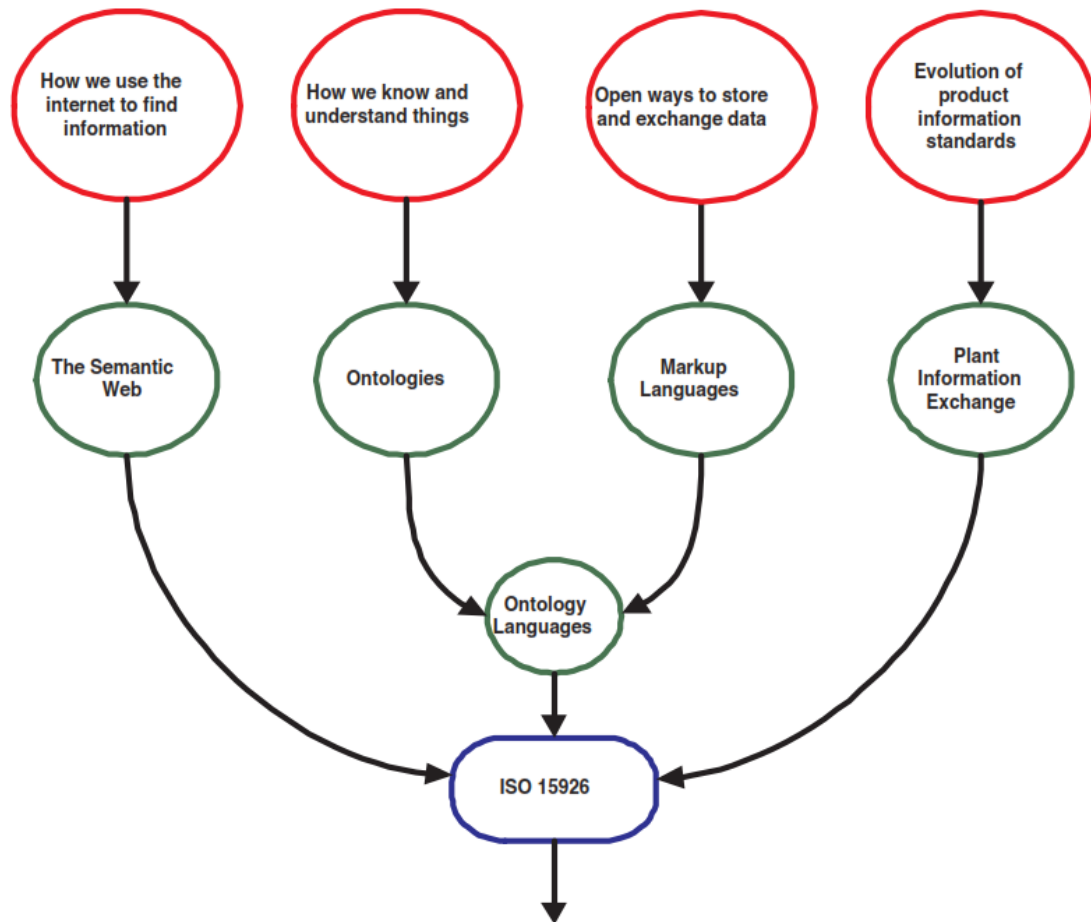 How we use the
internet to find
information
How we know and
understand things
Open ways to store
and exchange data
Evolution of
product
information
standards
The Semantic
Web
Ontologies
Markup
Languages
Plant
Information
Exchange
Ontology
Languages
ISO 15926